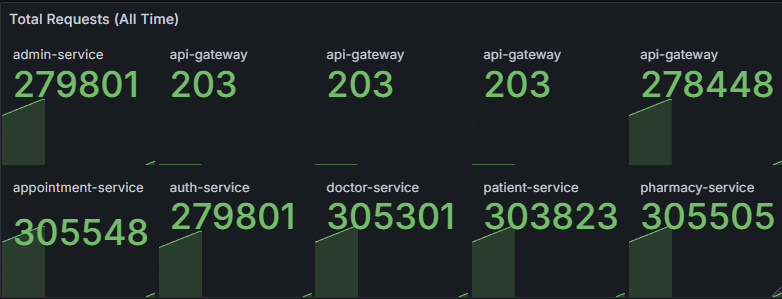 Total Requests (All Time)
admin-service
279801
api-gateway
203
api-gateway
203
api-gateway
203
api-gateway
278448
appointment-service
305548
auth-service
279801
doctor-service
305301
patient-service
303823
pharmacy-service
305505